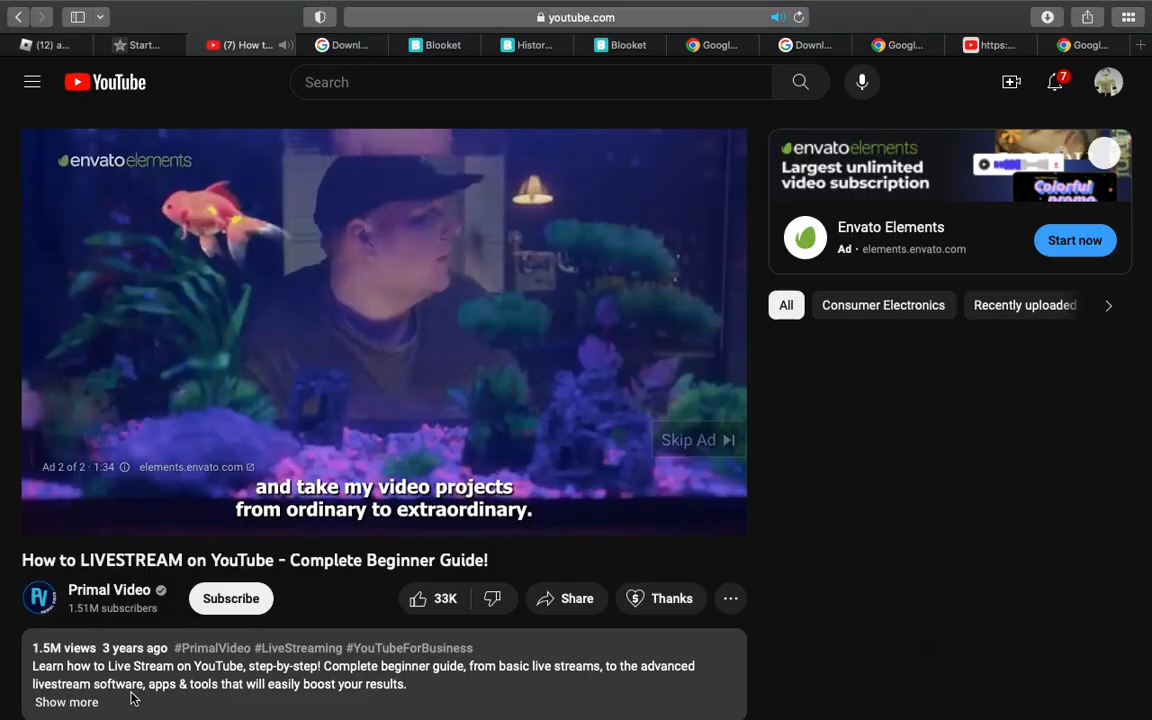 youtube.com
(12) a...
Start...
(7) How t...
Downl...
Blooket
Histor...
Blooket
Googl...
Downl...
Googl...
https:...
Googl...
YouTube
Search
7
envato elements
Skip Ad
Ad 2 of 2 · 1:34
elements.envato.com
and take my video projects
from ordinary to extraordinary.
envato elements
Largest unlimited
video subscription
Colorful
promo
Envato Elements
Ad · elements.envato.com
Start now
All
Consumer Electronics
Recently uploaded
How to LIVESTREAM on YouTube - Complete Beginner Guide!
PV
Primal Video
1.51M subscribers
Subscribe
33K
Share
Thanks
1.5M views 3 years ago #PrimalVideo #LiveStreaming #YouTubeForBusiness
Learn how to Live Stream on YouTube, step-by-step! Complete beginner guide, from basic live streams, to the advanced
livestream software, apps & tools that will easily boost your results.
Show more